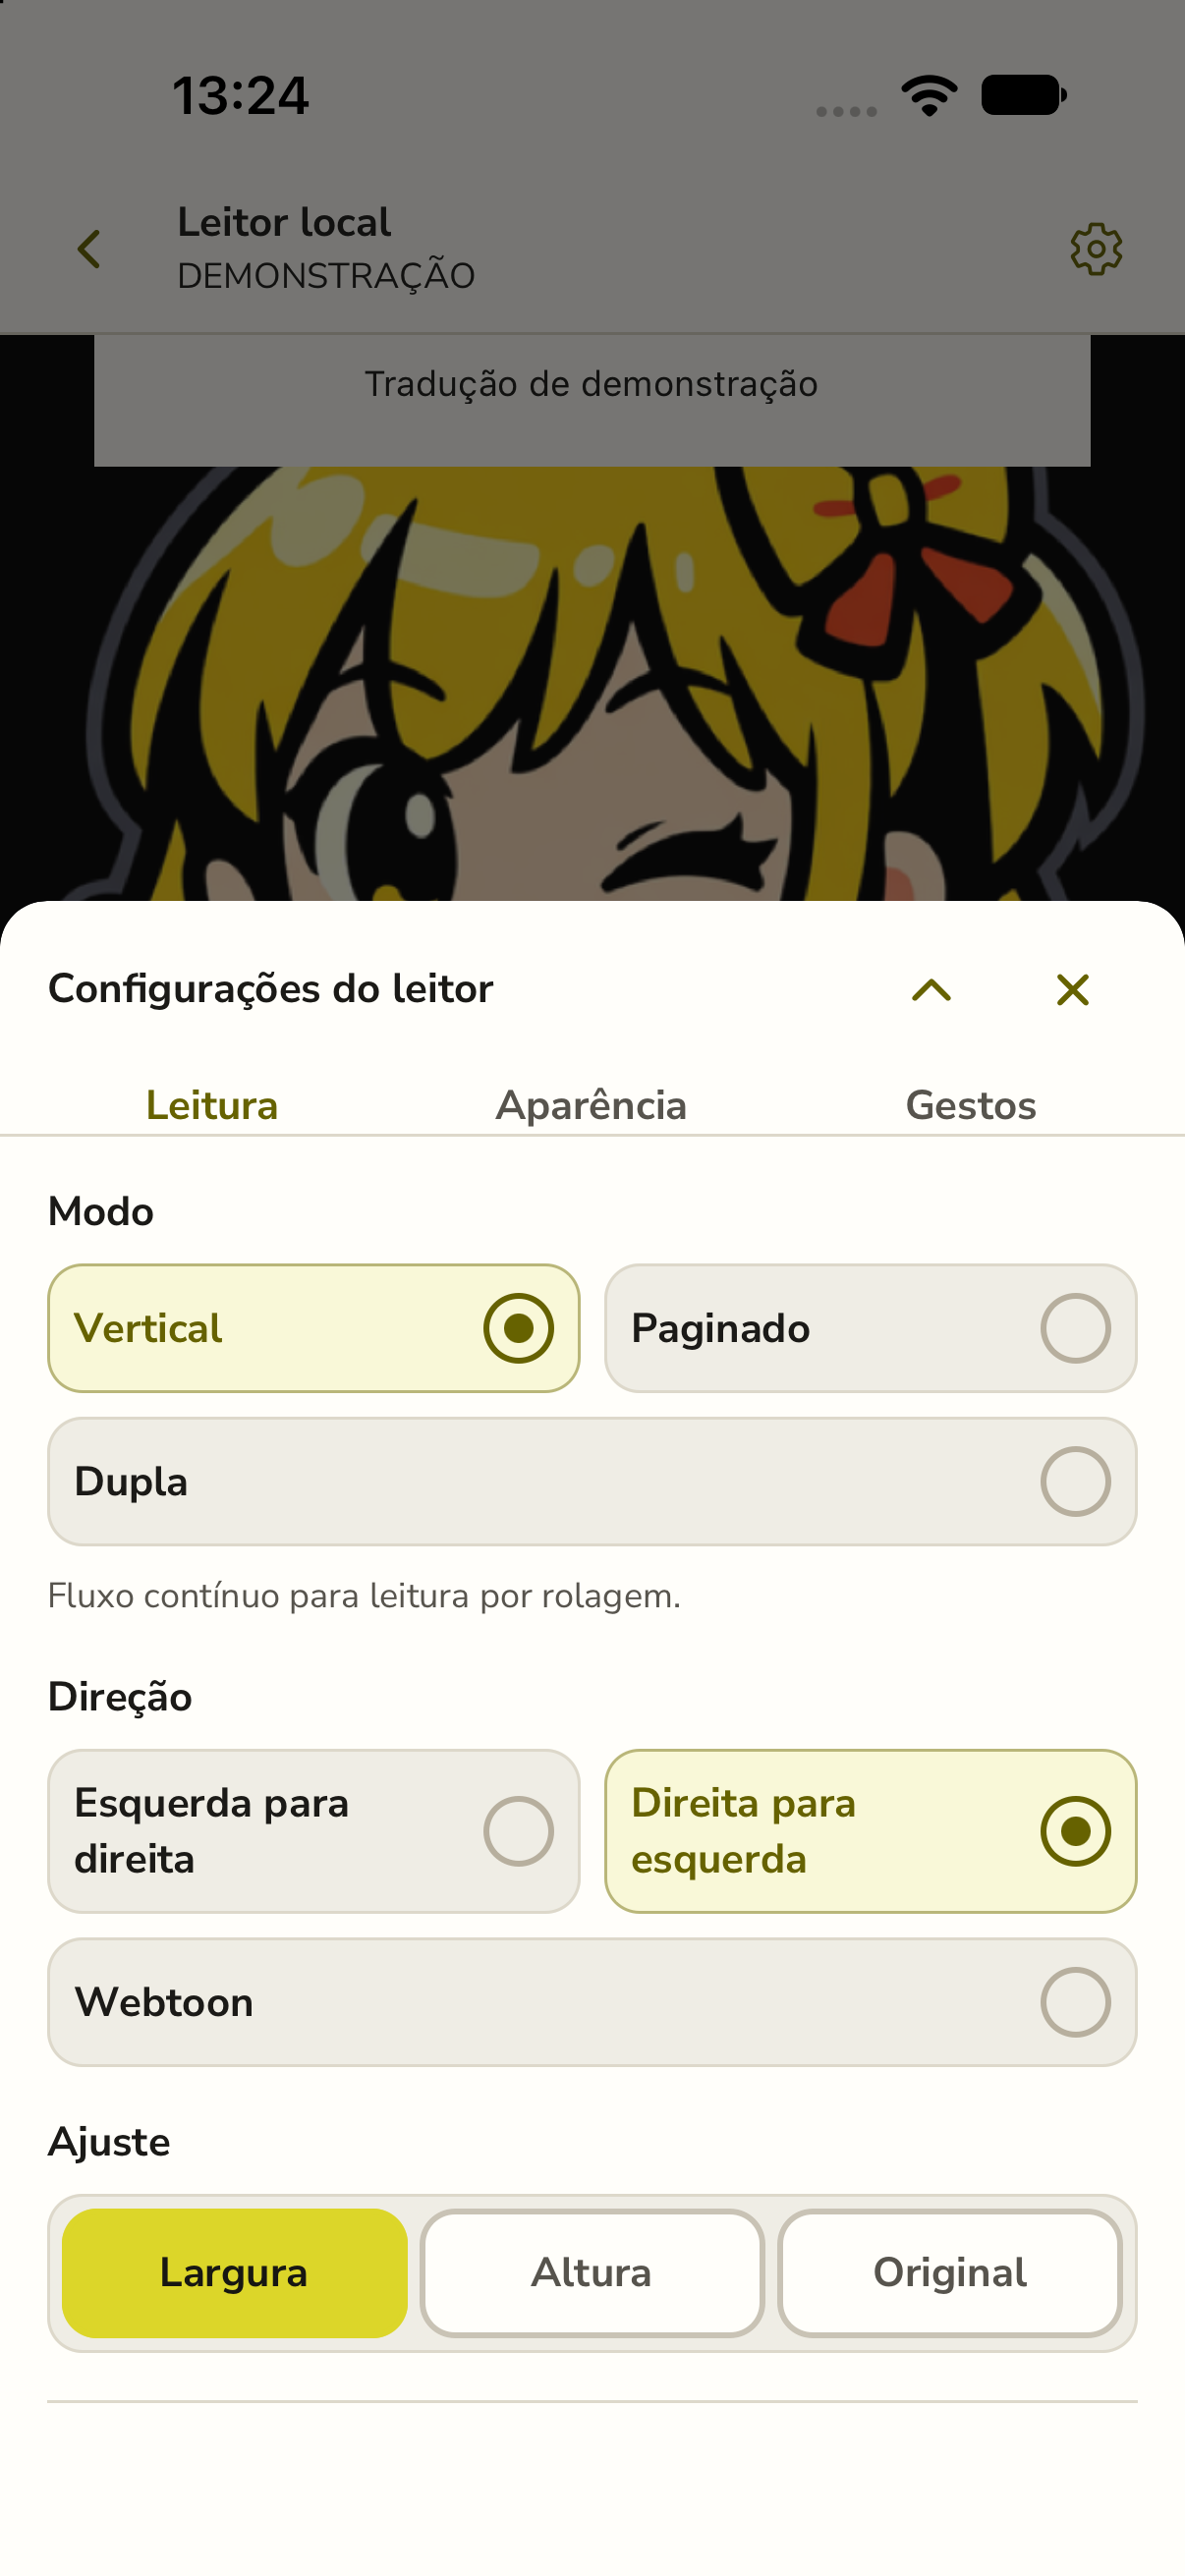 13:24
Leitor local
DEMONSTRAÇÃO
Tradução de demonstração
Configurações do leitor
Leitura
Aparência
Gestos
Modo
Vertical
Paginado
Dupla
Fluxo contínuo para leitura por rolagem.
Direção
Esquerda para
direita
Direita para
esquerda
Webtoon
Ajuste
Largura
Altura
Original